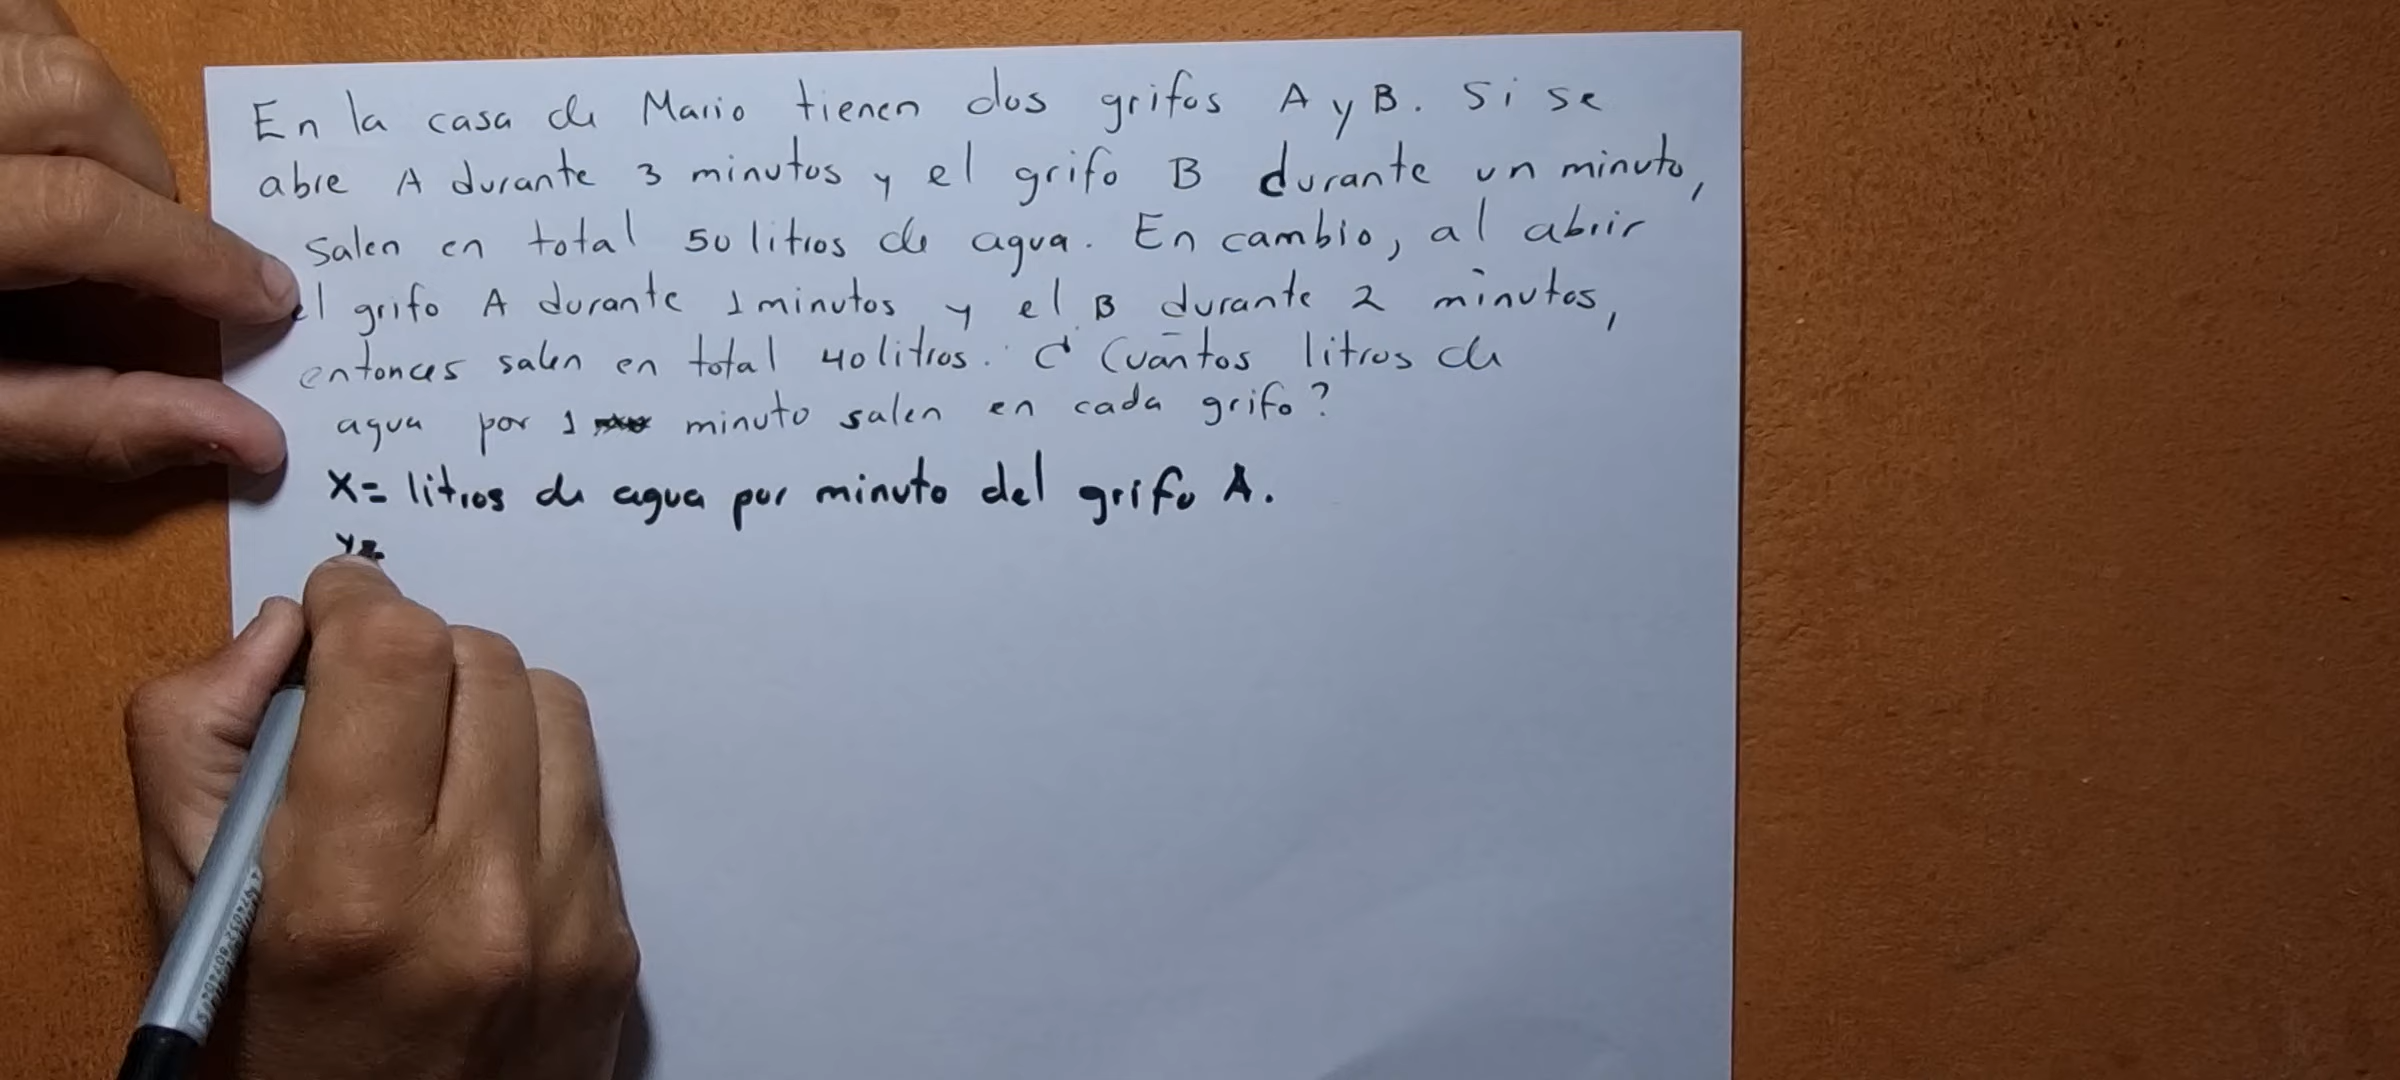 En la casa de Mario tienen dos grifos A y B. Si se
abre A durante 3 minutos y el grifo B durante un minuto,
salen en total 50 litros de agua. En cambio, al abrir
el grifo A durante 1 minutos y el B durante 2 minutos,
entonces salen en total 40 litros. ¿ Cuantos litros de
agua por 1 minuto salen en cada grifo?
X= litros de agua por minuto del grifo A.
y=